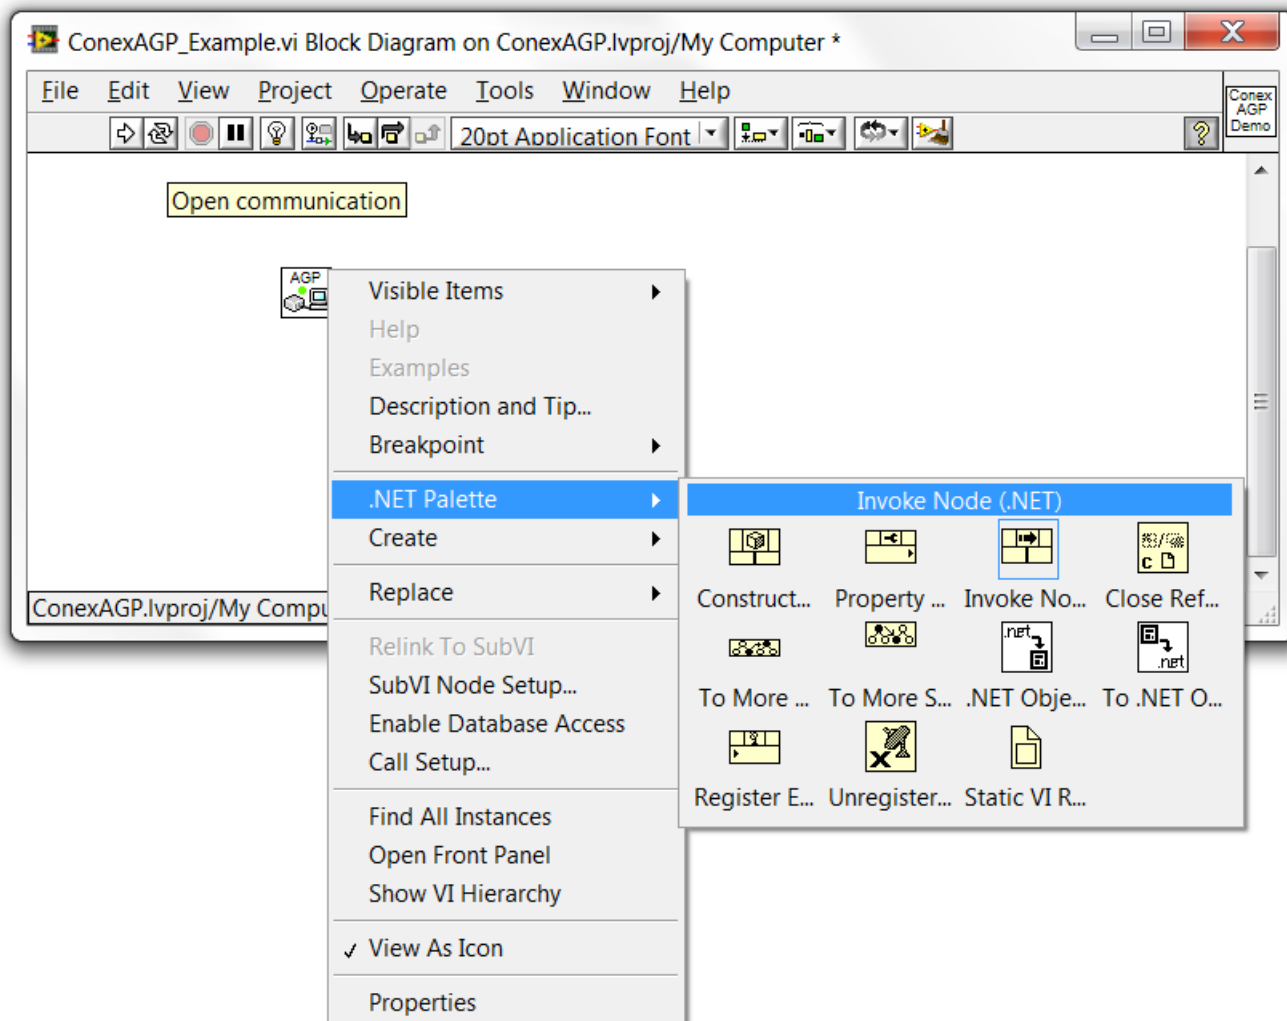 ConexAGP_Example.vi Block Diagram on ConexAGP.lvproj/My Computer *
File Edit View Project Operate Tools Window Help
Conex
AGP
Demo
20pt Application Font
Open communication
AGP
Visible Items
Help
Examples
Description and Tip...
Breakpoint
.NET Palette
Create
Replace
Relink To SubVI
SubVI Node Setup...
Enable Database Access
Call Setup...
Find All Instances
Open Front Panel
Show VI Hierarchy
View As Icon
Properties
Invoke Node (.NET)
Construct... Property ... Invoke No... Close Ref...
.net
.net
To More ... To More S... .NET Obje... To .NET O...
Register E... Unregister... Static VI R...
ConexAGP.lvproj/My Compu